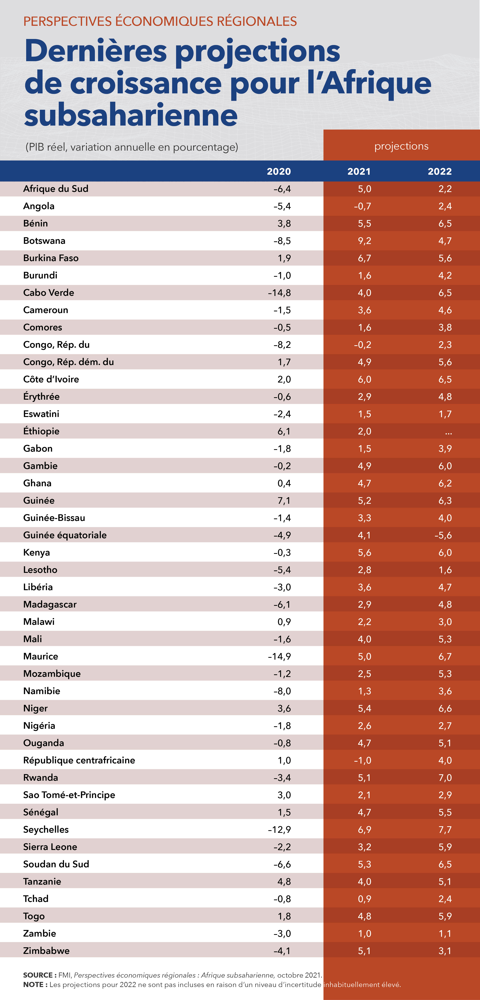 PERSPECTIVES ÉCONOMIQUES RÉGIONALES
Dernières projections
de croissance pour l’Afrique
subsaharienne
(PIB réel, variation annuelle en pourcentage) projections
2020 2021 2022
Afrique du Sud –6,4 5,0 2,2
Angola –5,4 –0,7 2,4
Bénin 3,8 5,5 6,5
Botswana –8,5 9,2 4,7
Burkina Faso 1,9 6,7 5,6
Burundi –1,0 1,6 4,2
Cabo Verde –14,8 4,0 6,5
Cameroun –1,5 3,6 4,6
Comores –0,5 1,6 3,8
Congo, Rép. du –8,2 –0,2 2,3
Congo, Rép. dém. du 1,7 4,9 5,6
Côte d’Ivoire 2,0 6,0 6,5
Érythrée –0,6 2,9 4,8
Eswatini –2,4 1,5 1,7
Éthiopie 6,1 2,0 ...
Gabon –1,8 1,5 3,9
Gambie –0,2 4,9 6,0
Ghana 0,4 4,7 6,2
Guinée 7,1 5,2 6,3
Guinée-Bissau –1,4 3,3 4,0
Guinée équatoriale –4,9 4,1 –5,6
Kenya –0,3 5,6 6,0
Lesotho –5,4 2,8 1,6
Libéria –3,0 3,6 4,7
Madagascar –6,1 2,9 4,8
Malawi 0,9 2,2 3,0
Mali –1,6 4,0 5,3
Maurice –14,9 5,0 6,7
Mozambique –1,2 2,5 5,3
Namibie –8,0 1,3 3,6
Niger 3,6 5,4 6,6
Nigéria –1,8 2,6 2,7
Ouganda –0,8 4,7 5,1
République centrafricaine 1,0 –1,0 4,0
Rwanda –3,4 5,1 7,0
Sao Tomé-et-Principe 3,0 2,1 2,9
Sénégal 1,5 4,7 5,5
Seychelles –12,9 6,9 7,7
Sierra Leone –2,2 3,2 5,9
Soudan du Sud –6,6 5,3 6,5
Tanzanie 4,8 4,0 5,1
Tchad –0,8 0,9 2,4
Togo 1,8 4,8 5,9
Zambie –3,0 1,0 1,1
Zimbabwe –4,1 5,1 3,1
SOURCE : FMI, Perspectives économiques régionales : Afrique subsaharienne, octobre 2021.
NOTE : Les projections pour 2022 ne sont pas incluses en raison d’un niveau d’incertitude inhabituellement élevé.